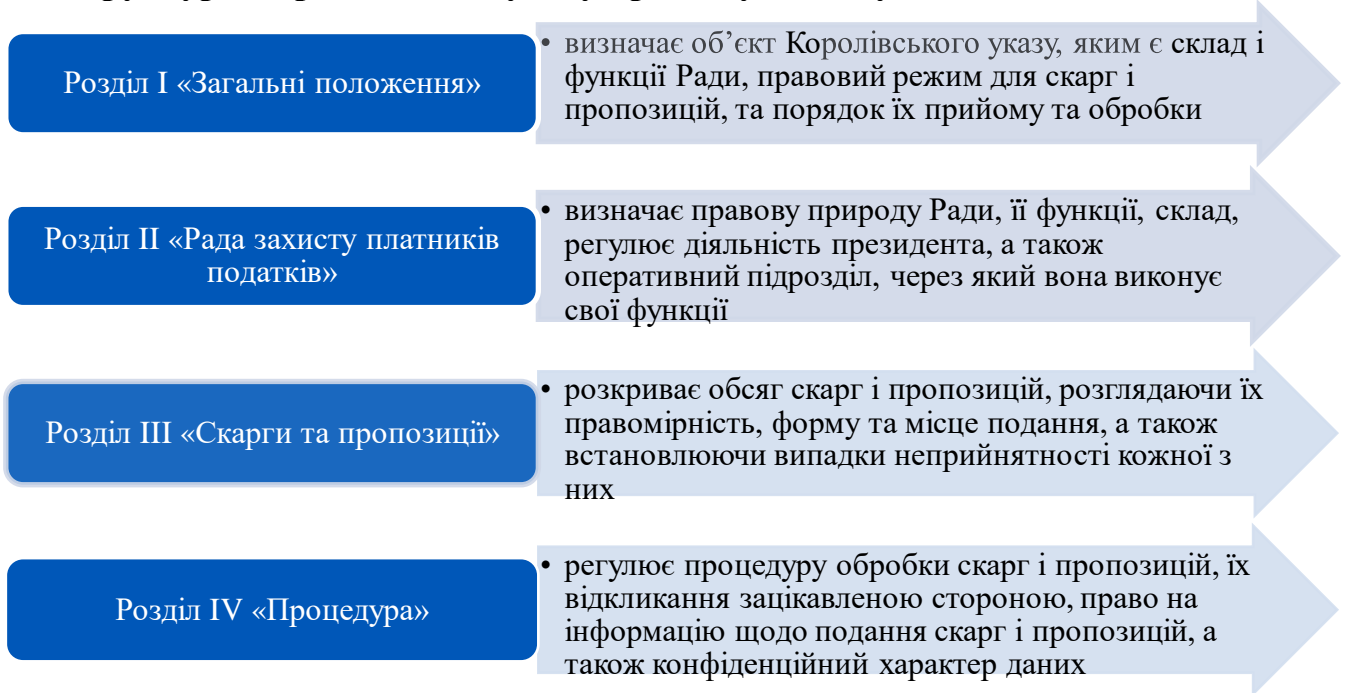 Розділ I «Загальні положення»
• визначає об’єкт Королівського указу, яким є склад і
функції Ради, правовий режим для скарг і
пропозицій, та порядок їх прийому та обробки
Розділ II «Рада захисту платників
податків»
• визначає правову природу Ради, її функції, склад,
регулює діяльність президента, а також
оперативний підрозділ, через який вона виконує
свої функції
Розділ III «Скарги та пропозиції»
• розкриває обсяг скарг і пропозицій, розглядаючи їх
правомірність, форму та місце подання, а також
встановлюючи випадки неприйнятності кожної з
них
Розділ IV «Процедура»
• регулює процедуру обробки скарг і пропозицій, їх
відкликання зацікавленою стороною, право на
інформацію щодо подання скарг і пропозицій, а
також конфіденційний характер даних